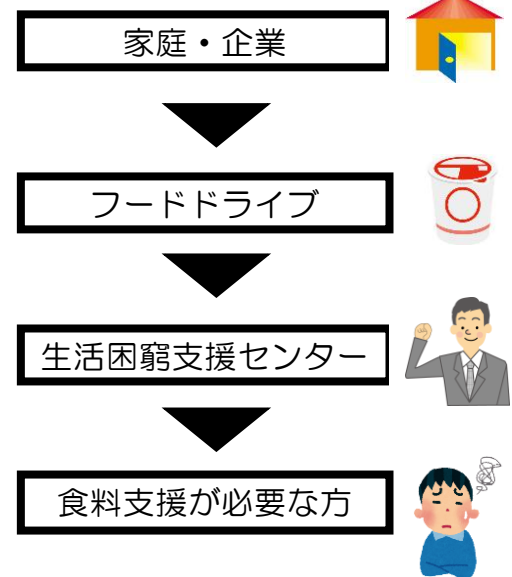 家庭・企業
フードドライブ
生活困窮支援センター
食料支援が必要な方